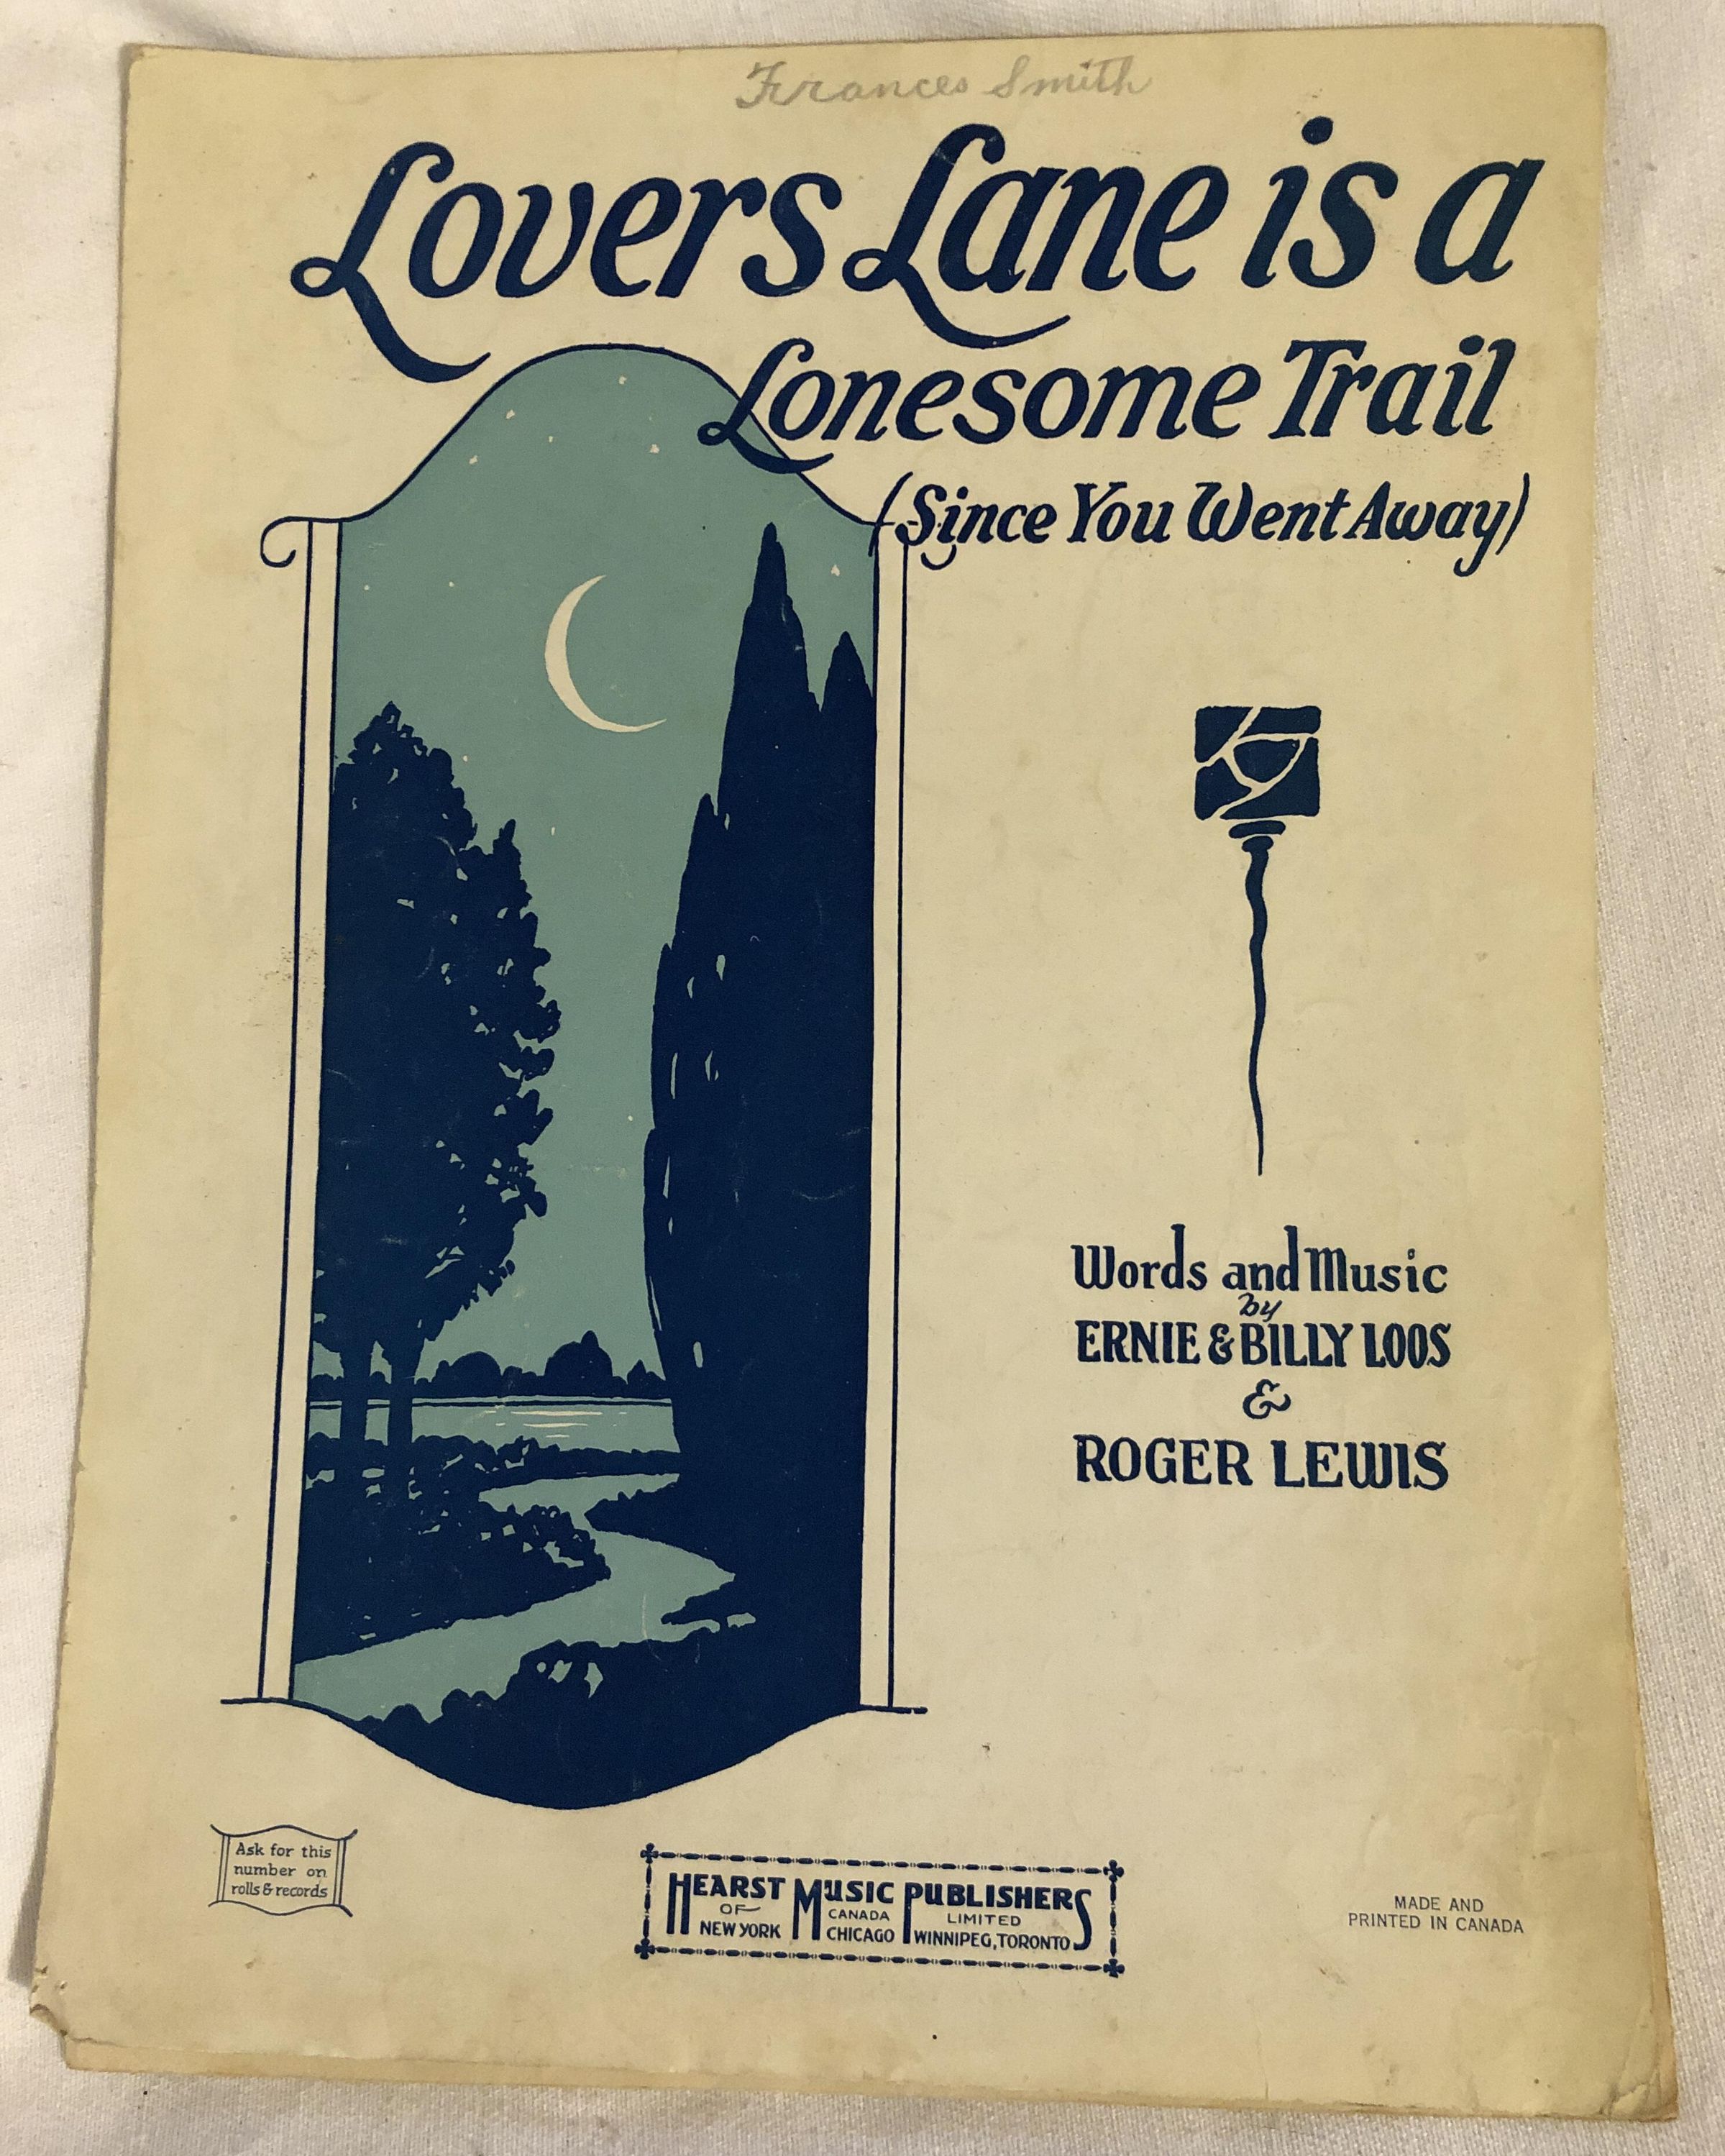 Frances Smith
Lovers Lane is a
Lonesome Trail
(Since You Went Away)
Words and Music
by
ERNIE & BILLY LOOS
&
ROGER LEWIS
Ask for this
number on
rolls & records
HEARST MUSIC PUBLISHERS
OF CANADA LIMITED
NEW YORK CHICAGO WINNIPEG, TORONTO
MADE AND
PRINTED IN CANADA